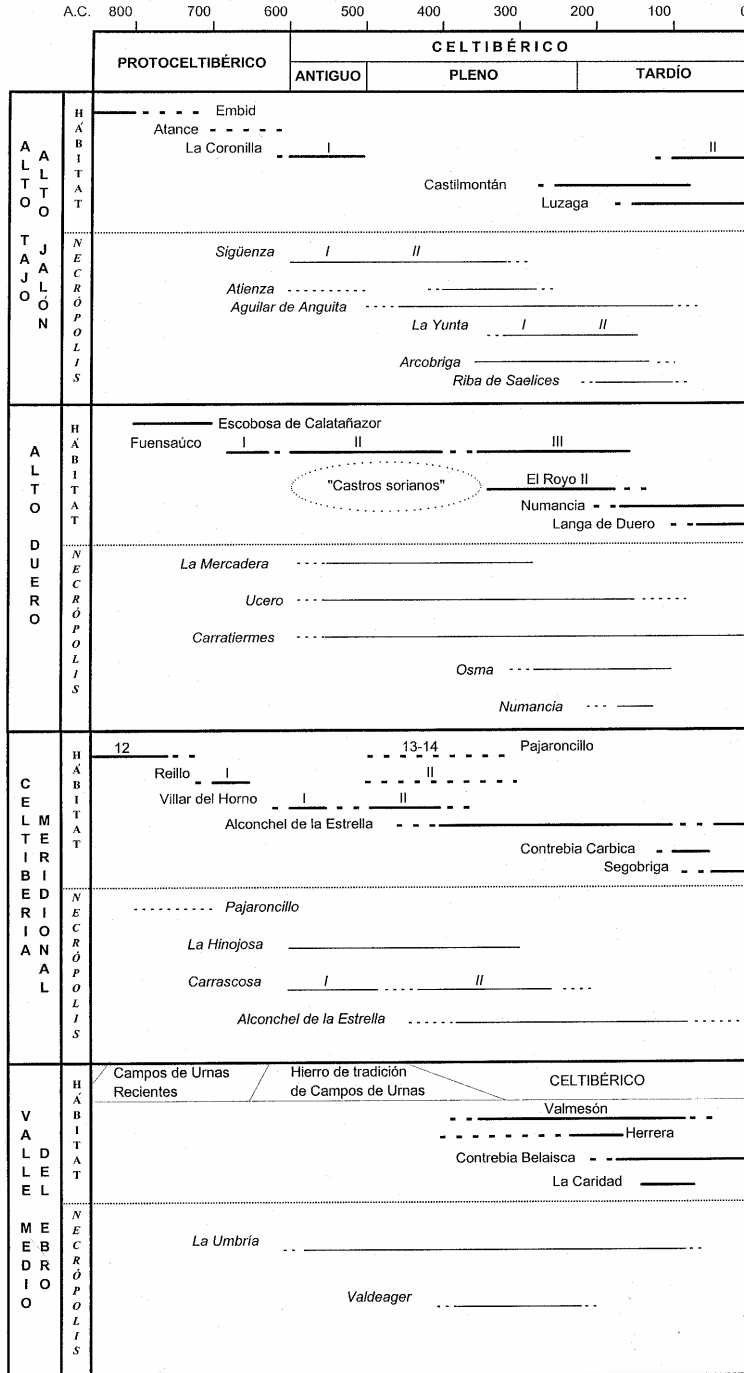 A.C. 800 700 600 500 400 300 200 100 0
PROTOCELTIBÉRICO
CELTIBÉRICO
ANTIGUO PLENO TARDÍO
ALTO TAJO
ALTO JALÓN
HÁBITAT
Embid
Atance
La Coronilla I II
Castilmontán
Luzaga
NECRÓPOLIS
Sigüenza I II
Atienza
Aguilar de Anguita
La Yunta I II
Arcobriga
Riba de Saelices
ALTO DUERO
HÁBITAT
Escobosa de Calatañazor
Fuensaúco I II III
"Castros sorianos"
El Royo II
Numancia
Langa de Duero
NECRÓPOLIS
La Mercadera
Ucero
Carratiermes
Osma
Numancia
CELTIBERIA
MERIDIONAL
HÁBITAT
12 13-14 Pajaroncillo
Reillo I II
Villar del Horno I II
Alconchel de la Estrella
Contrebia Carbica
Segobriga
NECRÓPOLIS
Pajaroncillo
La Hinojosa
Carrascosa I II
Alconchel de la Estrella
VALLE MEDIO
DEL EBRO
HÁBITAT
Campos de Urnas
Recientes
Hierro de tradición
de Campos de Urnas
CELTIBÉRICO
Valmesón
Herrera
Contrebia Belaisca
La Caridad
NECRÓPOLIS
La Umbría
Valdeager